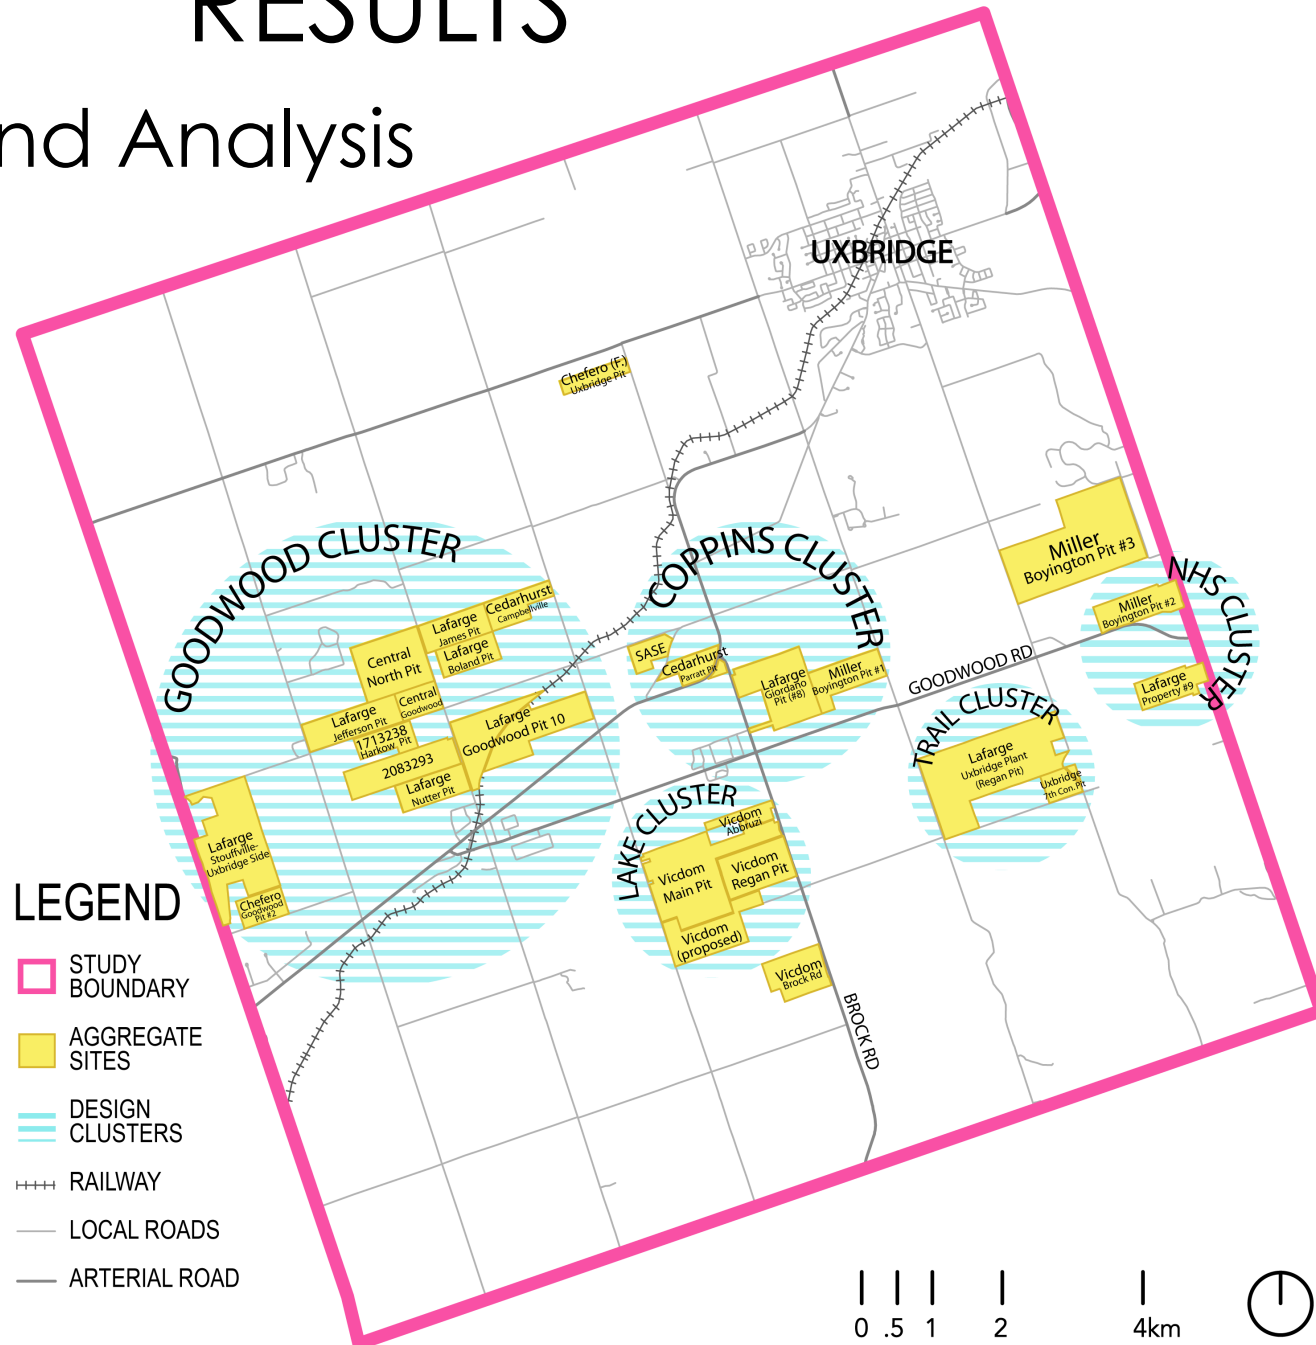 RESULTS
nd Analysis
UXBRIDGE
Chefero (F.)
Uxbridge Pit
GOODWOOD CLUSTER
Cedarhurst
Campbellville
Lafarge
James Pit
Lafarge
Boland Pit
Central
North Pit
Central
Goodwood
Lafarge
Jefferson Pit
1713238
Harkow Pit
Lafarge
Goodwood Pit 10
2083293
Lafarge
Nutter Pit
Lafarge
Stouffville-
Uxbridge Side
Chefero
Goodwood
Pit #2
COPPINS CLUSTER
SASE
Cedarhurst
Parratt Pit
Lafarge
Giordano
Pit (#8)
Miller
Boyington Pit #1
Miller
Boyington Pit #3
NHS CLUSTER
Miller
Boyington Pit #2
Lafarge
Property #9
GOODWOOD RD
TRAIL CLUSTER
Lafarge
Uxbridge Plant
(Regan Pit)
Uxbridge
7th Con. Pit
LAKE CLUSTER
Vicdom
Abbruzi
Vicdom
Main Pit
Vicdom
Regan Pit
Vicdom
(proposed)
Vicdom
Brock Rd
BROCK RD
LEGEND
STUDY
BOUNDARY
AGGREGATE
SITES
DESIGN
CLUSTERS
RAILWAY
LOCAL ROADS
ARTERIAL ROAD
0 .5 1 2 4km